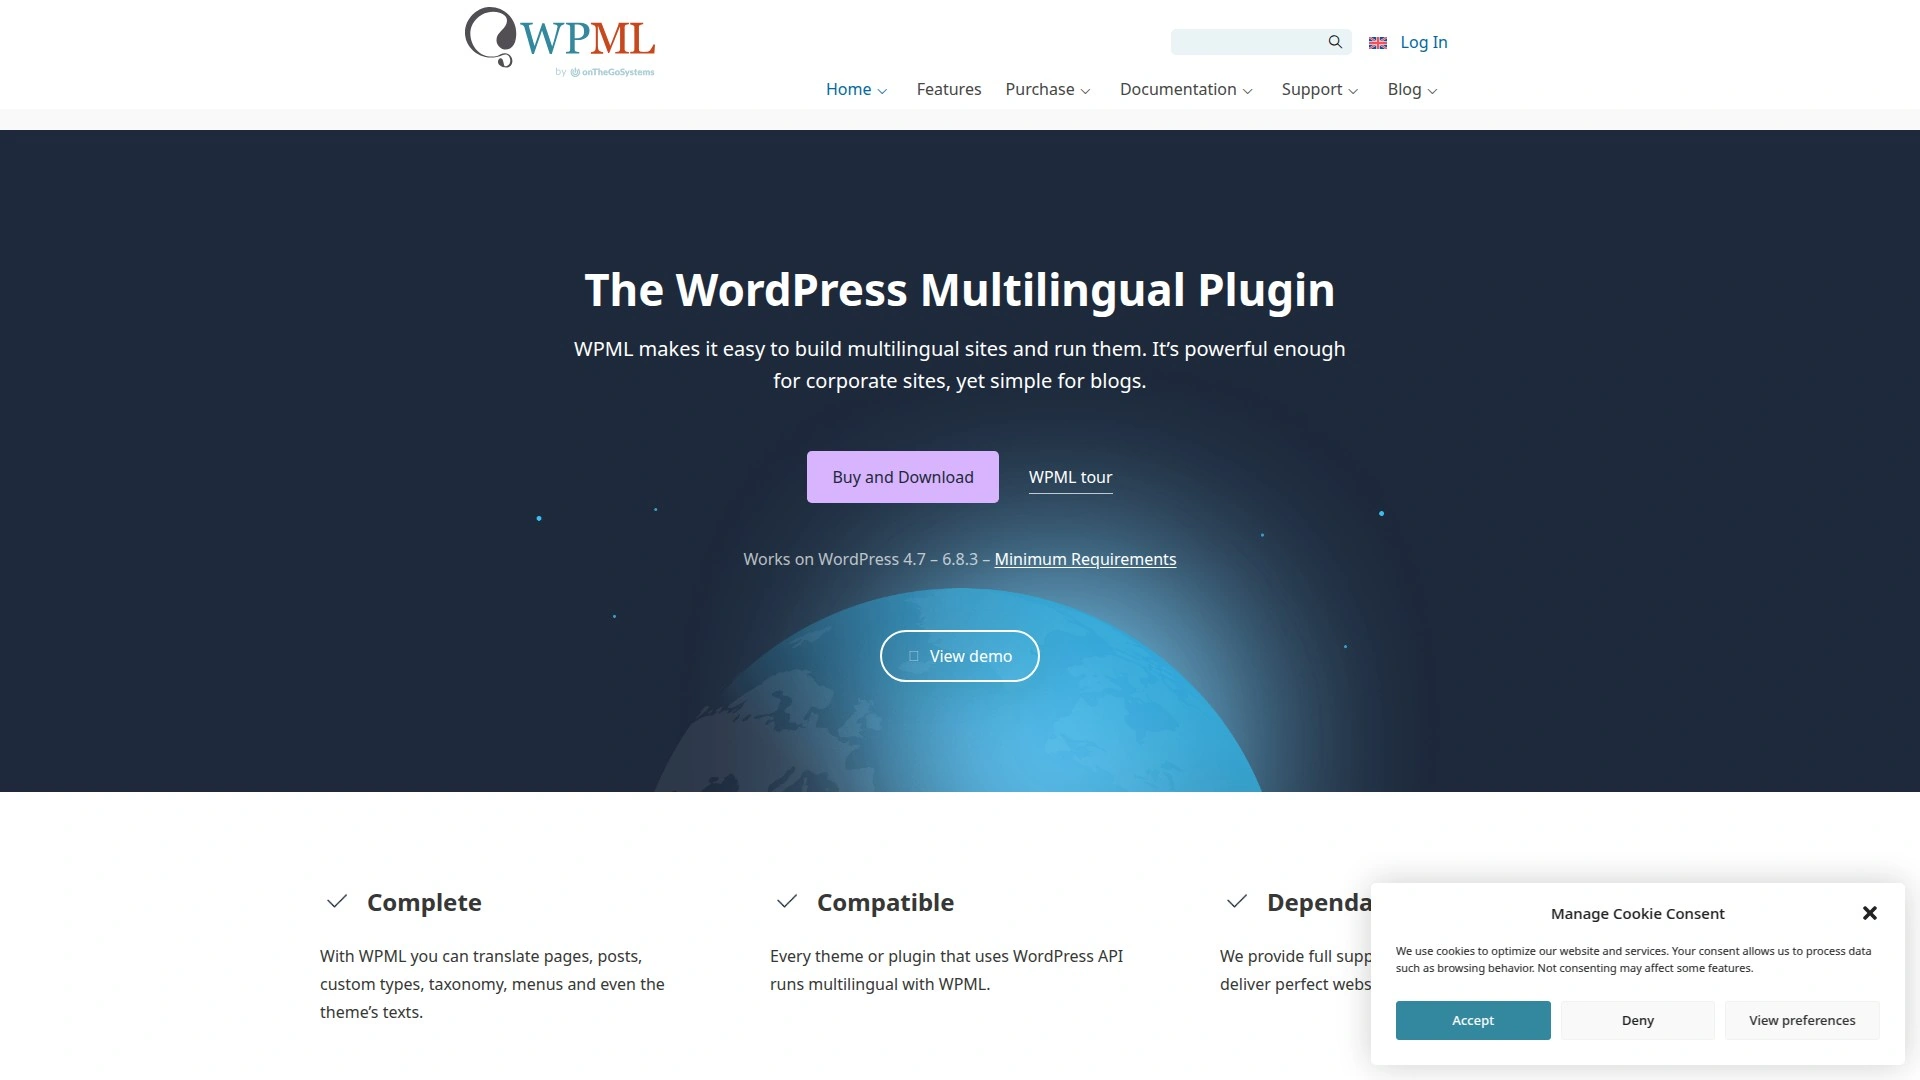 WPML
by onTheGoSystems
Log In
Home
Features
Purchase
Documentation
Support
Blog
The WordPress Multilingual Plugin
WPML makes it easy to build multilingual sites and run them. It’s powerful enough
for corporate sites, yet simple for blogs.
Buy and Download
WPML tour
Works on WordPress 4.7 – 6.8.3 – Minimum Requirements
View demo
Complete
With WPML you can translate pages, posts,
custom types, taxonomy, menus and even the
theme’s texts.
Compatible
Every theme or plugin that uses WordPress API
runs multilingual with WPML.
Depend
We provide full supp
deliver perfect webs
Manage Cookie Consent
We use cookies to optimize our website and services. Your consent allows us to process data
such as browsing behavior. Not consenting may affect some features.
Accept
Deny
View preferences